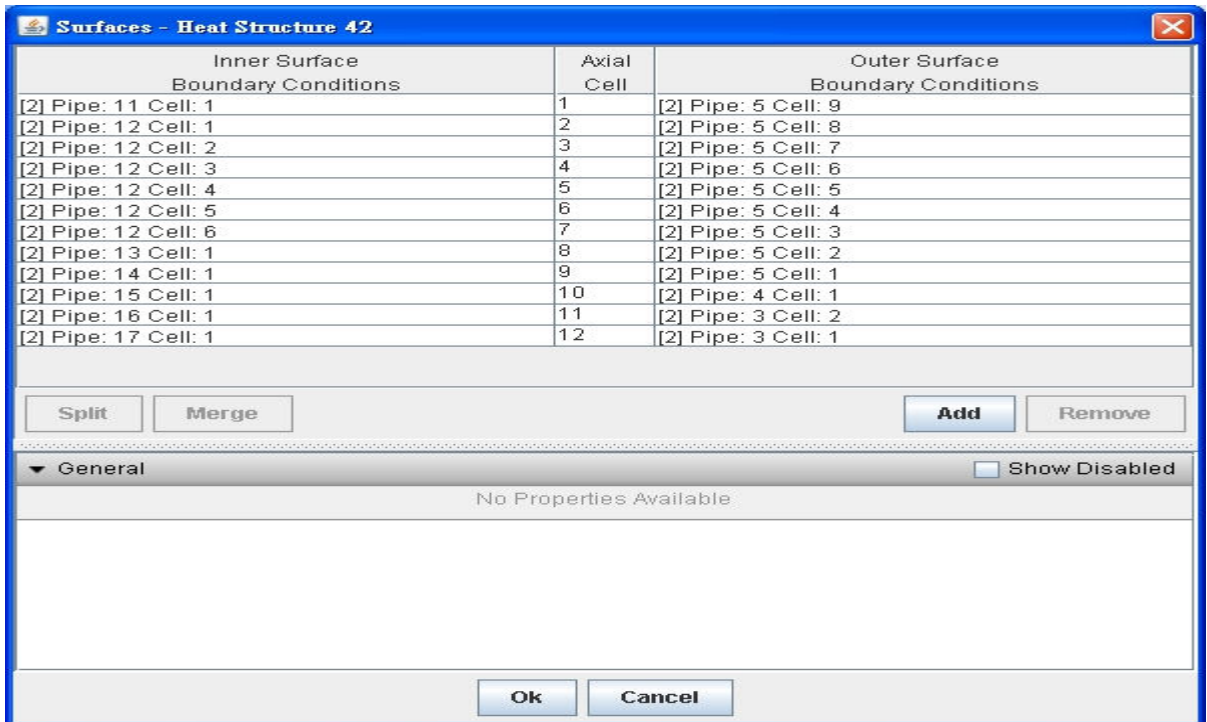 Surfaces - Heat Structure 42
Inner Surface Axial Outer Surface
Boundary Conditions Cell Boundary Conditions
[2] Pipe: 11 Cell: 1 1 [2] Pipe: 5 Cell: 9
[2] Pipe: 12 Cell: 1 2 [2] Pipe: 5 Cell: 8
[2] Pipe: 12 Cell: 2 3 [2] Pipe: 5 Cell: 7
[2] Pipe: 12 Cell: 3 4 [2] Pipe: 5 Cell: 6
[2] Pipe: 12 Cell: 4 5 [2] Pipe: 5 Cell: 5
[2] Pipe: 12 Cell: 5 6 [2] Pipe: 5 Cell: 4
[2] Pipe: 12 Cell: 6 7 [2] Pipe: 5 Cell: 3
[2] Pipe: 13 Cell: 1 8 [2] Pipe: 5 Cell: 2
[2] Pipe: 14 Cell: 1 9 [2] Pipe: 5 Cell: 1
[2] Pipe: 15 Cell: 1 10 [2] Pipe: 4 Cell: 1
[2] Pipe: 16 Cell: 1 11 [2] Pipe: 3 Cell: 2
[2] Pipe: 17 Cell: 1 12 [2] Pipe: 3 Cell: 1
Split Merge Add Remove
General Show Disabled
No Properties Available
Ok Cancel